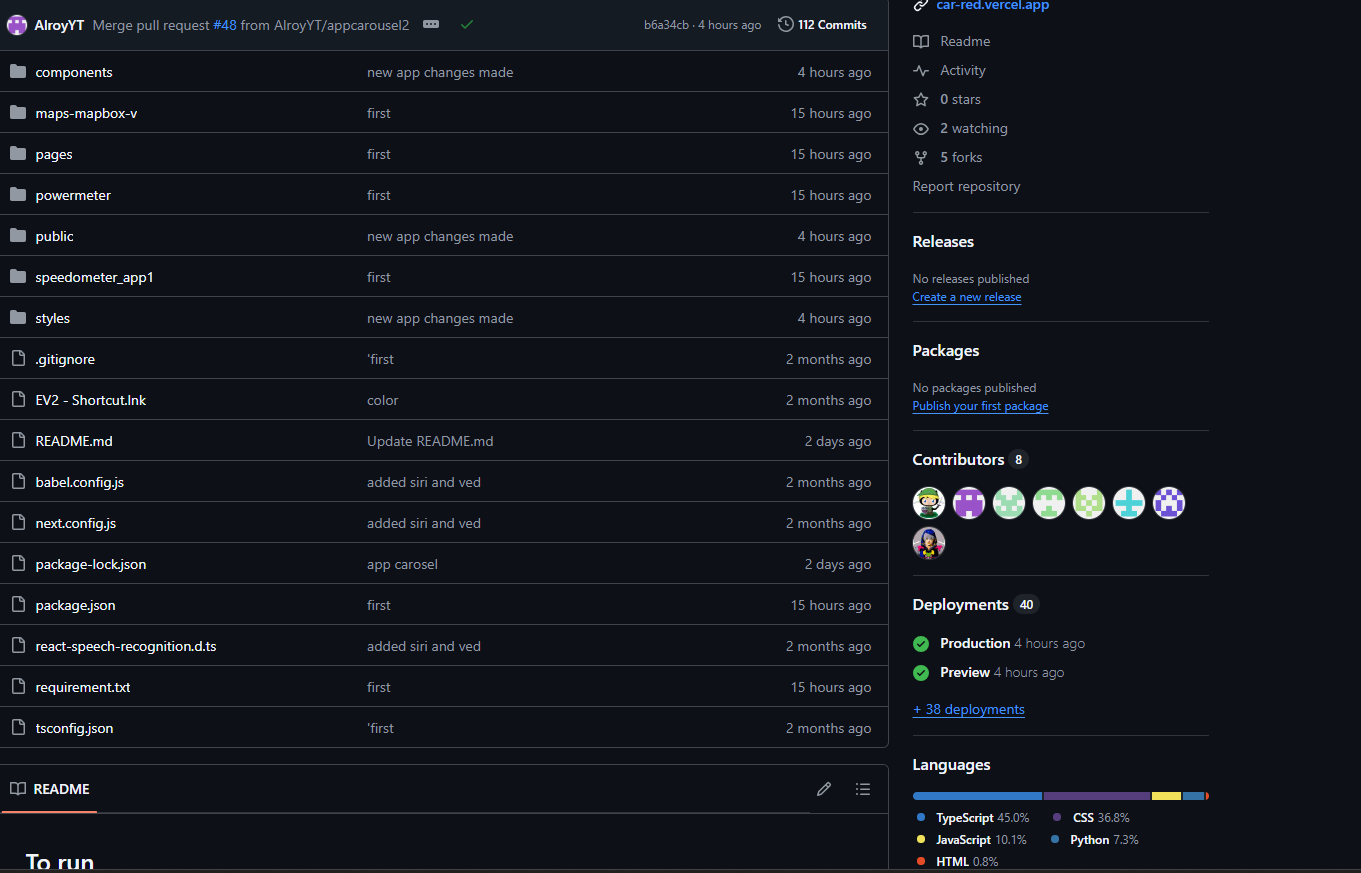 AlroyYT Merge pull request #48 from AlroyYT/appcarousel2 b6a34cb · 4 hours ago 112 Commits
components new app changes made 4 hours ago
maps-mapbox-v first 15 hours ago
pages first 15 hours ago
powermeter first 15 hours ago
public new app changes made 4 hours ago
speedometer_app1 first 15 hours ago
styles new app changes made 4 hours ago
.gitignore 'first 2 months ago
EV2 - Shortcut.lnk color 2 months ago
README.md Update README.md 2 days ago
babel.config.js added siri and ved 2 months ago
next.config.js added siri and ved 2 months ago
package-lock.json app carosel 2 days ago
package.json first 15 hours ago
react-speech-recognition.d.ts added siri and ved 2 months ago
requirement.txt first 15 hours ago
tsconfig.json 'first 2 months ago
README
To run
car-red.vercel.app
Readme
Activity
0 stars
2 watching
5 forks
Report repository
Releases
No releases published
Create a new release
Packages
No packages published
Publish your first package
Contributors 8
Deployments 40
Production 4 hours ago
Preview 4 hours ago
+ 38 deployments
Languages
TypeScript 45.0% CSS 36.8%
JavaScript 10.1% Python 7.3%
HTML 0.8%